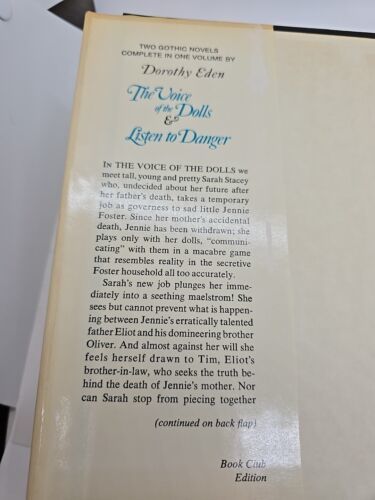 TWO GOTHIC NOVELS
COMPLETE IN ONE VOLUME BY
Dorothy Eden
The Voice
of the Dolls
&
Listen to Danger
IN THE VOICE OF THE DOLLS we
meet tall, young and pretty Sarah Stacey
who, undecided about her future after
her father's death, takes a temporary
job as governess to sad little Jennie
Foster. Since her mother's accidental
death, Jennie has been withdrawn; she
plays only with her dolls, "communi-
cating" with them in a macabre game
that resembles reality in the secretive
Foster household all too accurately.
Sarah's new job plunges her imme-
diately into a seething maelstrom! She
sees but cannot prevent what is happen-
ing between Jennie's erratically talented
father Eliot and his domineering brother
Oliver. And almost against her will she
feels herself drawn to Tim, Eliot's
brother-in-law, who seeks the truth be-
hind the death of Jennie's mother. Nor
can Sarah stop from piecing together
(continued on back flap)
Book Club
Edition